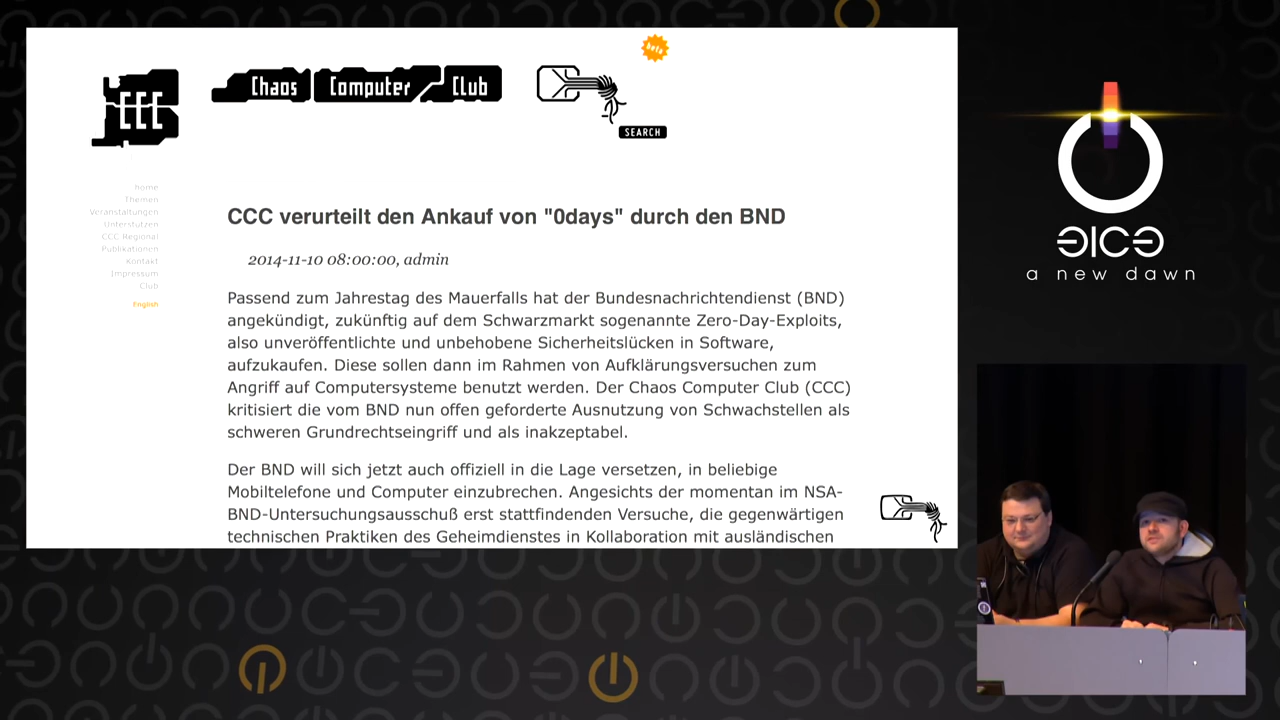 beta
CCC
Chaos Computer Club
SEARCH
home
Themen
Veranstaltungen
Unterstützen
CCC Regional
Publikationen
Kontakt
Impressum
Club
English
CCC verurteilt den Ankauf von "0days" durch den BND
2014-11-10 08:00:00, admin
Passend zum Jahrestag des Mauerfalls hat der Bundesnachrichtendienst (BND)
angekündigt, zukünftig auf dem Schwarzmarkt sogenannte Zero-Day-Exploits,
also unveröffentlichte und unbehobene Sicherheitslücken in Software,
aufzukaufen. Diese sollen dann im Rahmen von Aufklärungsversuchen zum
Angriff auf Computersysteme benutzt werden. Der Chaos Computer Club (CCC)
kritisiert die vom BND nun offen geforderte Ausnutzung von Schwachstellen als
schweren Grundrechtseingriff und als inakzeptabel.
Der BND will sich jetzt auch offiziell in die Lage versetzen, in beliebige
Mobiltelefone und Computer einzubrechen. Angesichts der momentan im NSA-
BND-Untersuchungsausschuß erst stattfindenden Versuche, die gegenwärtigen
technischen Praktiken des Geheimdienstes in Kollaboration mit ausländischen
a new dawn